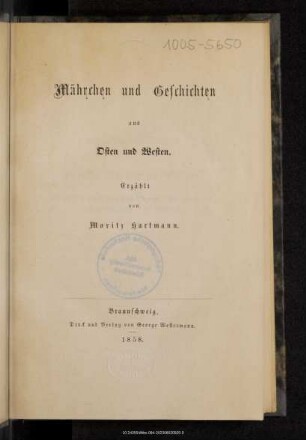 1005-5650
Mährchen und Geschichten
aus
Osten und Westen.
Erzählt
von
Moritz Hartmann.
Braunschweig,
Druck und Verlag von George Westermann.
1858.